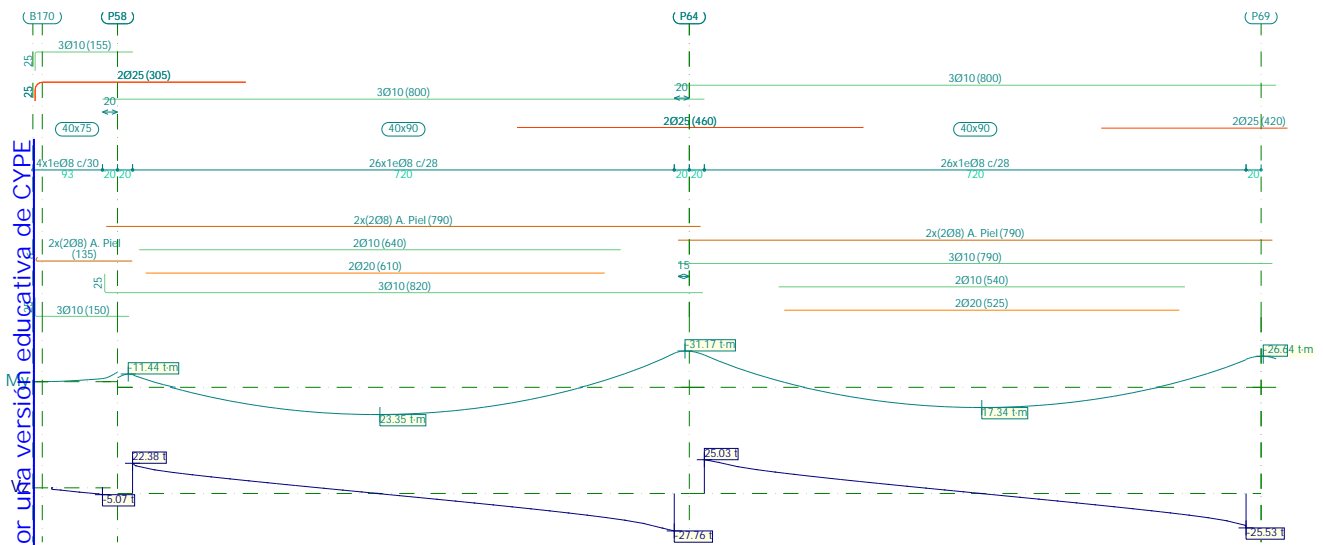 B170
P58
P64
P69
3Ø10 (155)
25
2Ø25 (305)
25
3Ø10 (800)
20
3Ø10 (800)
20
40x75
40x90
2Ø25 (460)
40x90
2Ø25 (420)
4x1eØ8 c/30
26x1eØ8 c/28
26x1eØ8 c/28
93
20
20
720
20
20
720
20
2x(2Ø8) A. Piel (790)
2x(2Ø8) A. Piel (790)
2x(2Ø8) A. Piel
(135)
2Ø10 (640)
3Ø10 (790)
2Ø20 (610)
15
25
3Ø10 (820)
2Ø10 (540)
3Ø10 (150)
2Ø20 (525)
-11.44 t·m
-31.17 t·m
-26.64 t·m
23.35 t·m
17.34 t·m
22.38 t
25.03 t
-5.07 t
-27.76 t
-25.53 t
or una versión educativa de CYPE